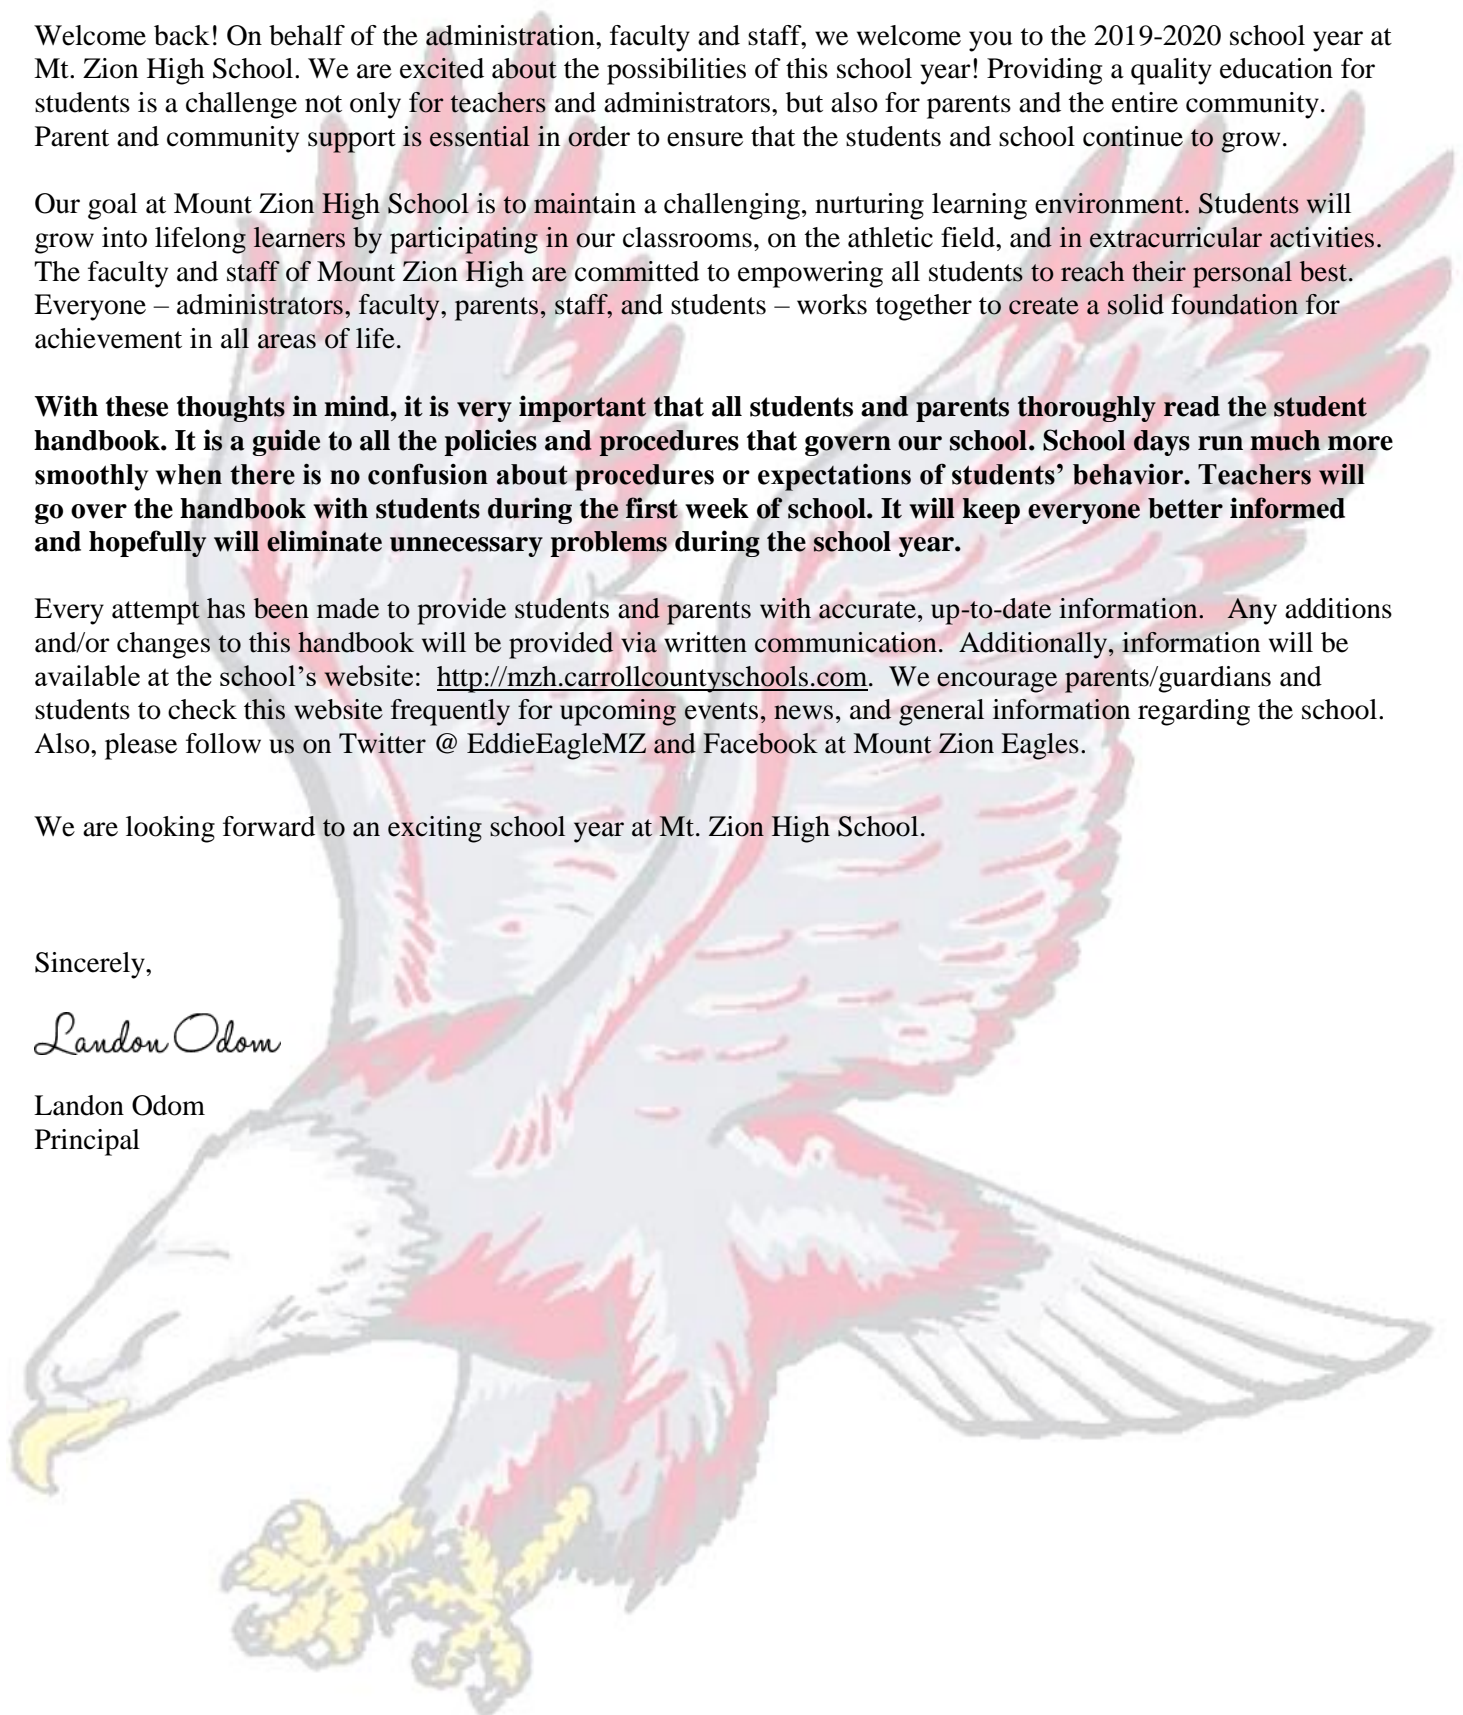 Welcome back! On behalf of the administration, faculty and staff, we welcome you to the 2019-2020 school year at
Mt. Zion High School. We are excited about the possibilities of this school year! Providing a quality education for
students is a challenge not only for teachers and administrators, but also for parents and the entire community.
Parent and community support is essential in order to ensure that the students and school continue to grow.
Our goal at Mount Zion High School is to maintain a challenging, nurturing learning environment. Students will
grow into lifelong learners by participating in our classrooms, on the athletic field, and in extracurricular activities.
The faculty and staff of Mount Zion High are committed to empowering all students to reach their personal best.
Everyone – administrators, faculty, parents, staff, and students – works together to create a solid foundation for
achievement in all areas of life.
With these thoughts in mind, it is very important that all students and parents thoroughly read the student
handbook. It is a guide to all the policies and procedures that govern our school. School days run much more
smoothly when there is no confusion about procedures or expectations of students’ behavior. Teachers will
go over the handbook with students during the first week of school. It will keep everyone better informed
and hopefully will eliminate unnecessary problems during the school year.
Every attempt has been made to provide students and parents with accurate, up-to-date information.   Any additions
and/or changes to this handbook will be provided via written communication.  Additionally, information will be
available at the school’s website:  http://mzh.carrollcountyschools.com.  We encourage parents/guardians and
students to check this website frequently for upcoming events, news, and general information regarding the school.
Also, please follow us on Twitter @ EddieEagleMZ and Facebook at Mount Zion Eagles.
We are looking forward to an exciting school year at Mt. Zion High School.
Sincerely,
Landon Odom
Landon Odom
Principal